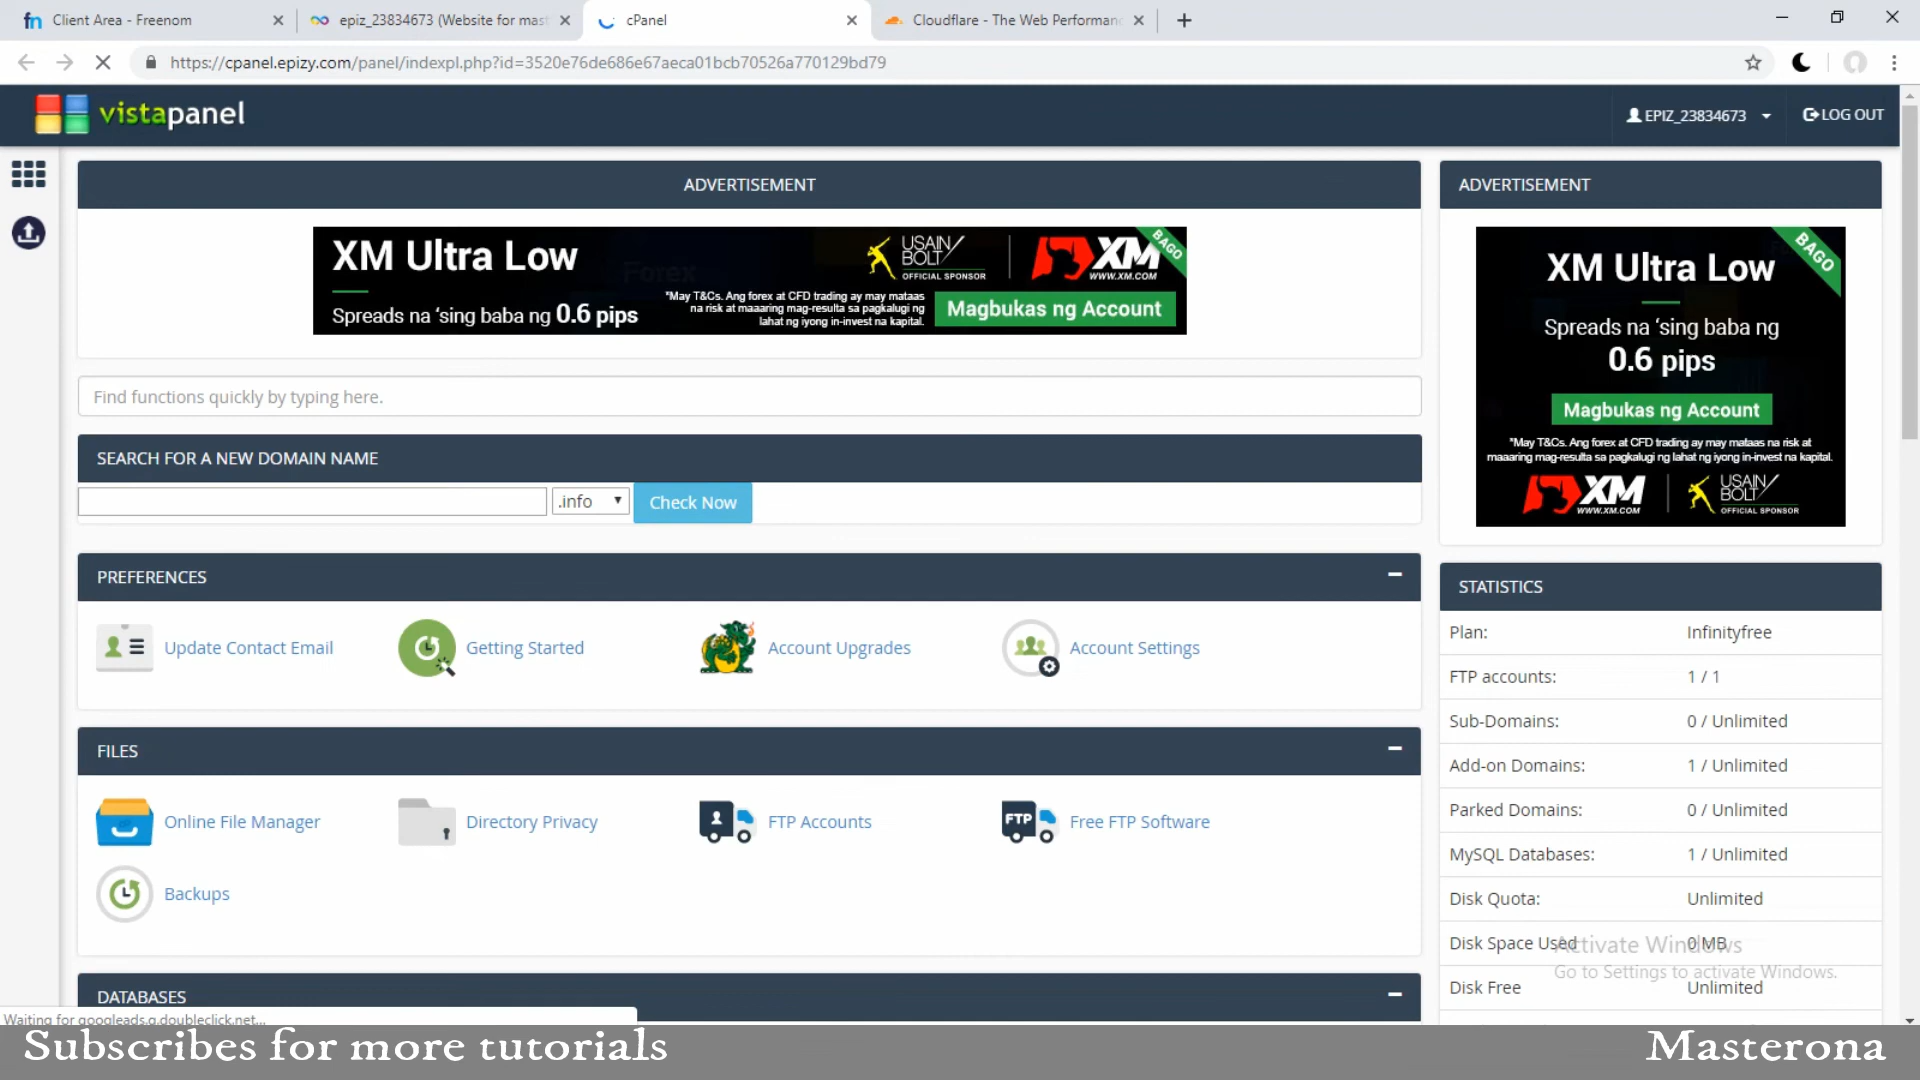 Client Area - Freenom
epiz_23834673 (Website for mast
cPanel
Cloudflare - The Web Performanc
https://cpanel.epizy.com/panel/indexpl.php?id=3520e76de686e67aeca01bcb70526a770129bd79
vistapanel
EPIZ_23834673
LOG OUT
ADVERTISEMENT
XM Ultra Low
Forex
Spreads na ‘sing baba ng 0.6 pips
USAIN BOLT
OFFICIAL SPONSOR
XM
WWW.XM.COM
BAGO
*May T&Cs. Ang forex at CFD trading ay may mataas
na risk at maaaring mag-resulta sa pagkalugi ng
lahat ng iyong in-invest na kapital.
Magbukas ng Account
ADVERTISEMENT
BAGO
XM Ultra Low
Spreads na ‘sing baba ng
0.6 pips
Magbukas ng Account
*May T&Cs. Ang forex at CFD trading ay may mataas na risk at
maaaring mag-resulta sa pagkalugi ng lahat ng iyong in-invest na kapital.
XM
WWW.XM.COM
USAIN BOLT
OFFICIAL SPONSOR
Find functions quickly by typing here.
SEARCH FOR A NEW DOMAIN NAME
.info
Check Now
PREFERENCES
Update Contact Email
Getting Started
Account Upgrades
Account Settings
FILES
Online File Manager
Directory Privacy
FTP Accounts
FTP
Free FTP Software
Backups
DATABASES
STATISTICS
Plan: Infinityfree
FTP accounts: 1 / 1
Sub-Domains: 0 / Unlimited
Add-on Domains: 1 / Unlimited
Parked Domains: 0 / Unlimited
MySQL Databases: 1 / Unlimited
Disk Quota: Unlimited
Disk Space Used 0 MB
Disk Free Unlimited
Activate Windows
Go to Settings to activate Windows.
Waiting for googleads.g.doubleclick.net...
Subscribes for more tutorials
Masterona